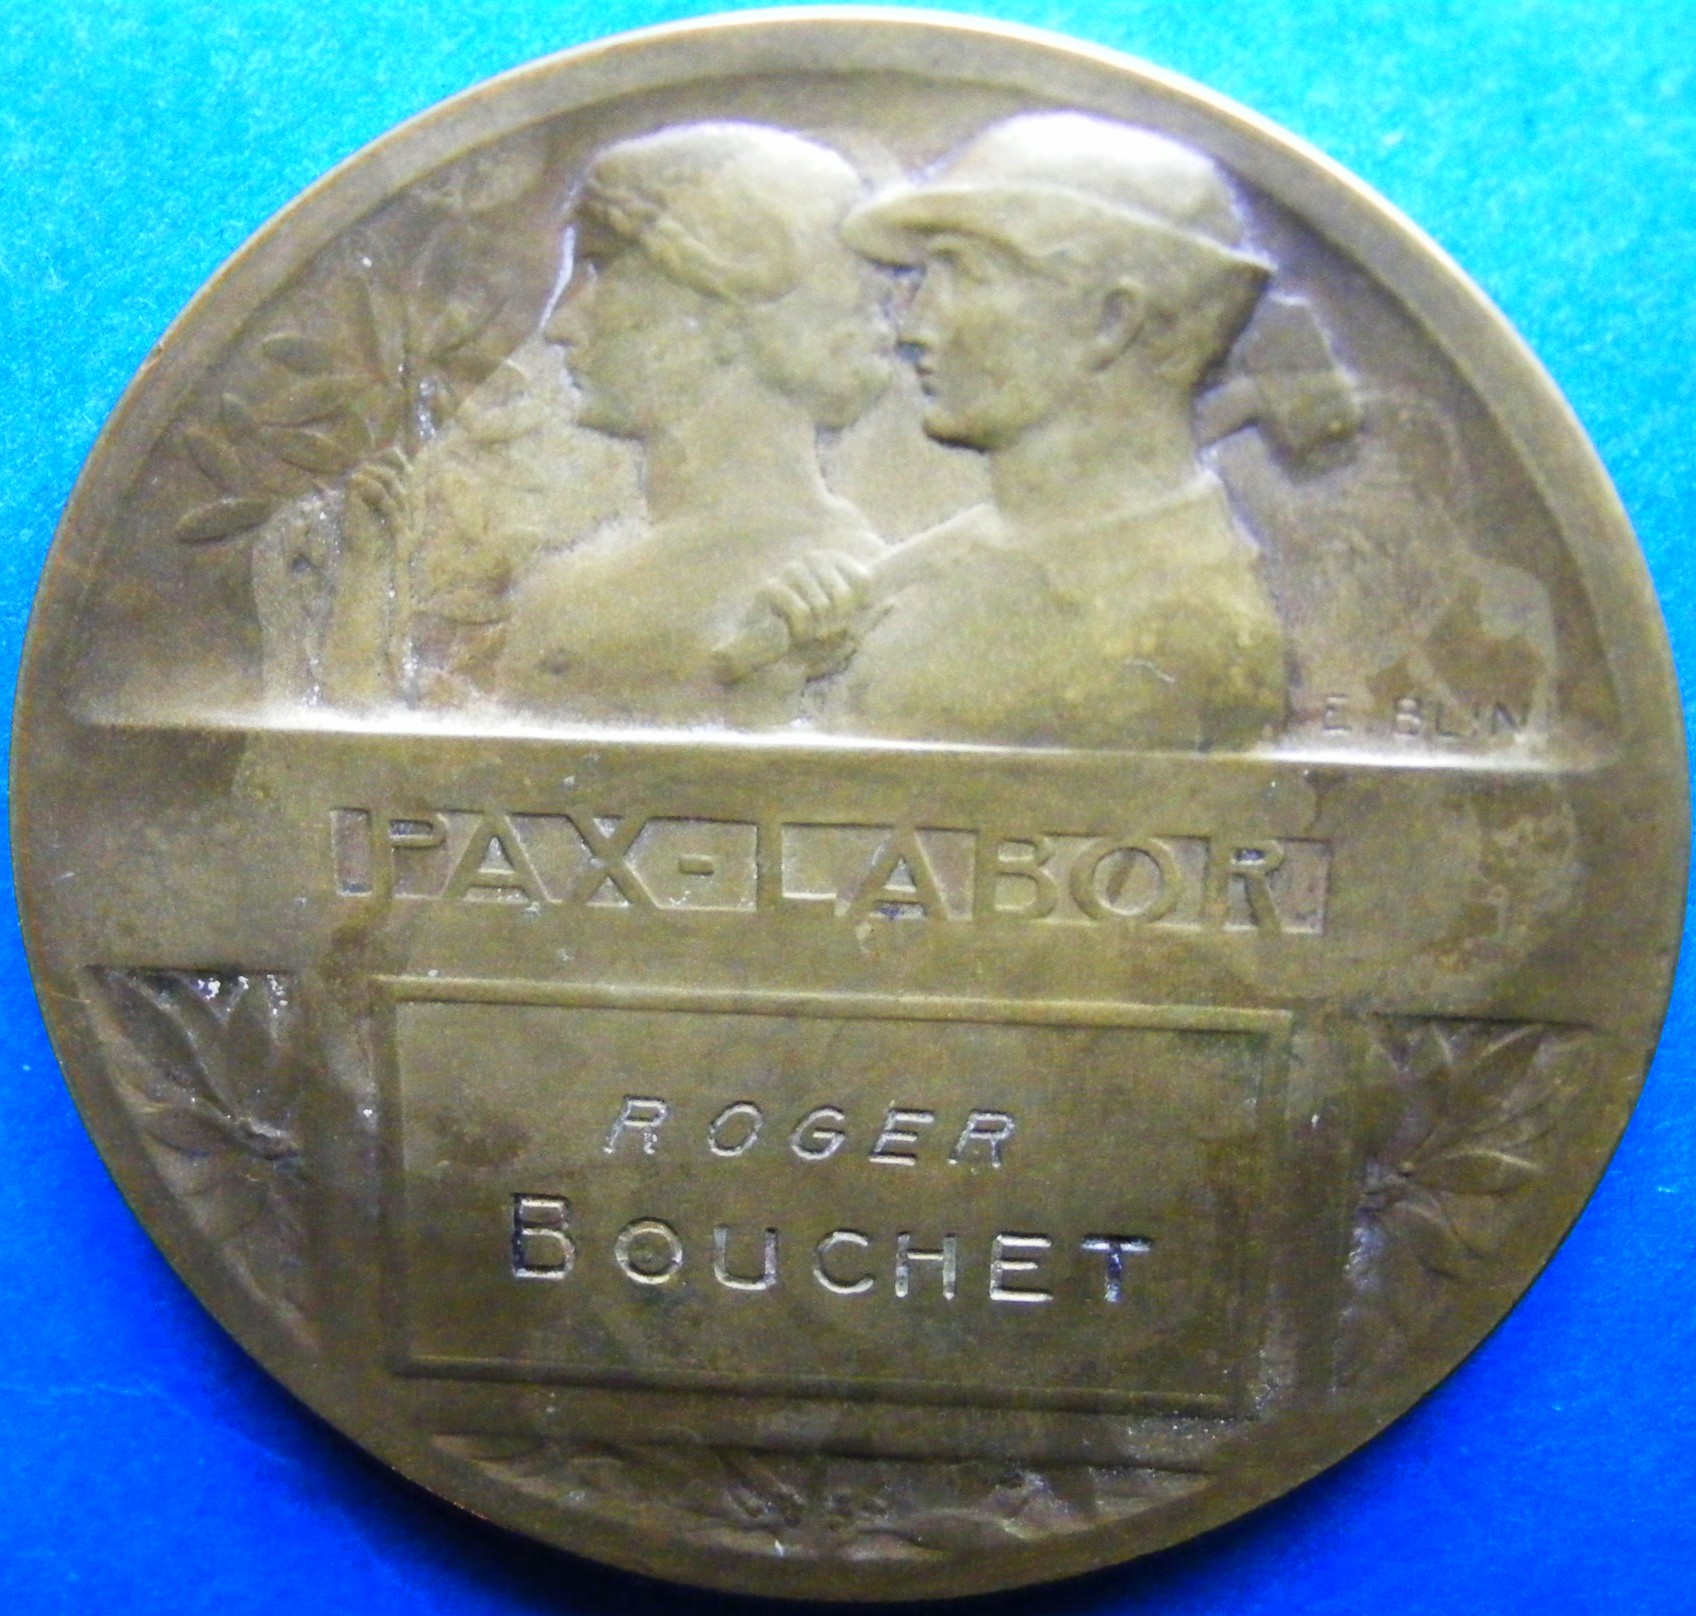 E. BLIN
PAX-LABOR
ROGER
BOUCHET